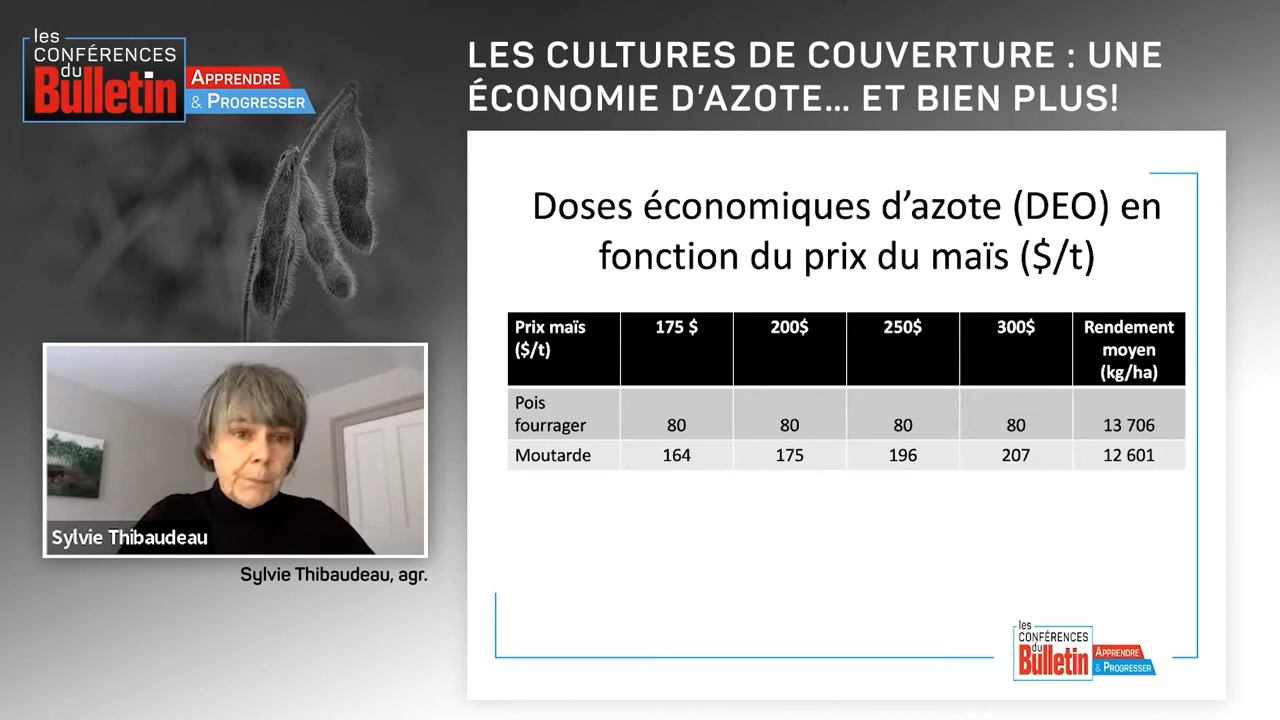 les
CONFÉRENCES
du
Bulletin
APPRENDRE
& PROGRESSER
LES CULTURES DE COUVERTURE : UNE
ÉCONOMIE D'AZOTE... ET BIEN PLUS!
Doses économiques d'azote (DEO) en
fonction du prix du maïs ($/t)
Prix maïs ($/t) 175 $ 200$ 250$ 300$ Rendement moyen (kg/ha)
Pois fourrager 80 80 80 80 13 706
Moutarde 164 175 196 207 12 601
Sylvie Thibaudeau
Sylvie Thibaudeau, agr.
les
CONFÉRENCES
du
Bulletin
APPRENDRE
& PROGRESSER